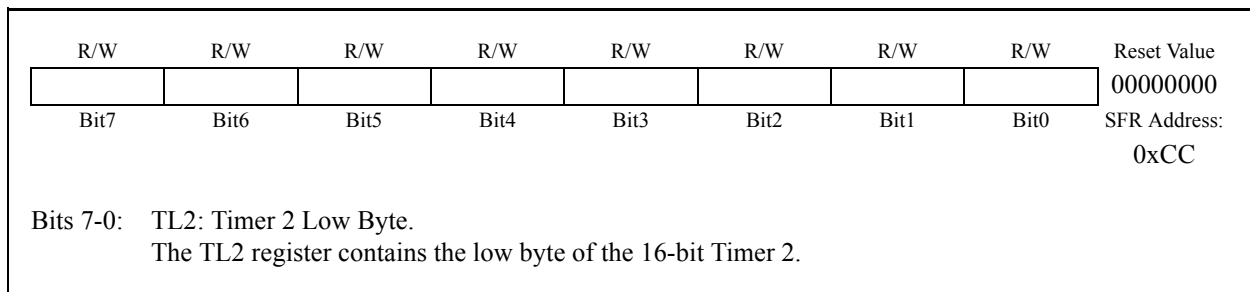 R/W R/W R/W R/W R/W R/W R/W R/W Reset Value
00000000
Bit7 Bit6 Bit5 Bit4 Bit3 Bit2 Bit1 Bit0 SFR Address:
0xCC
Bits 7-0: TL2: Timer 2 Low Byte.
The TL2 register contains the low byte of the 16-bit Timer 2.